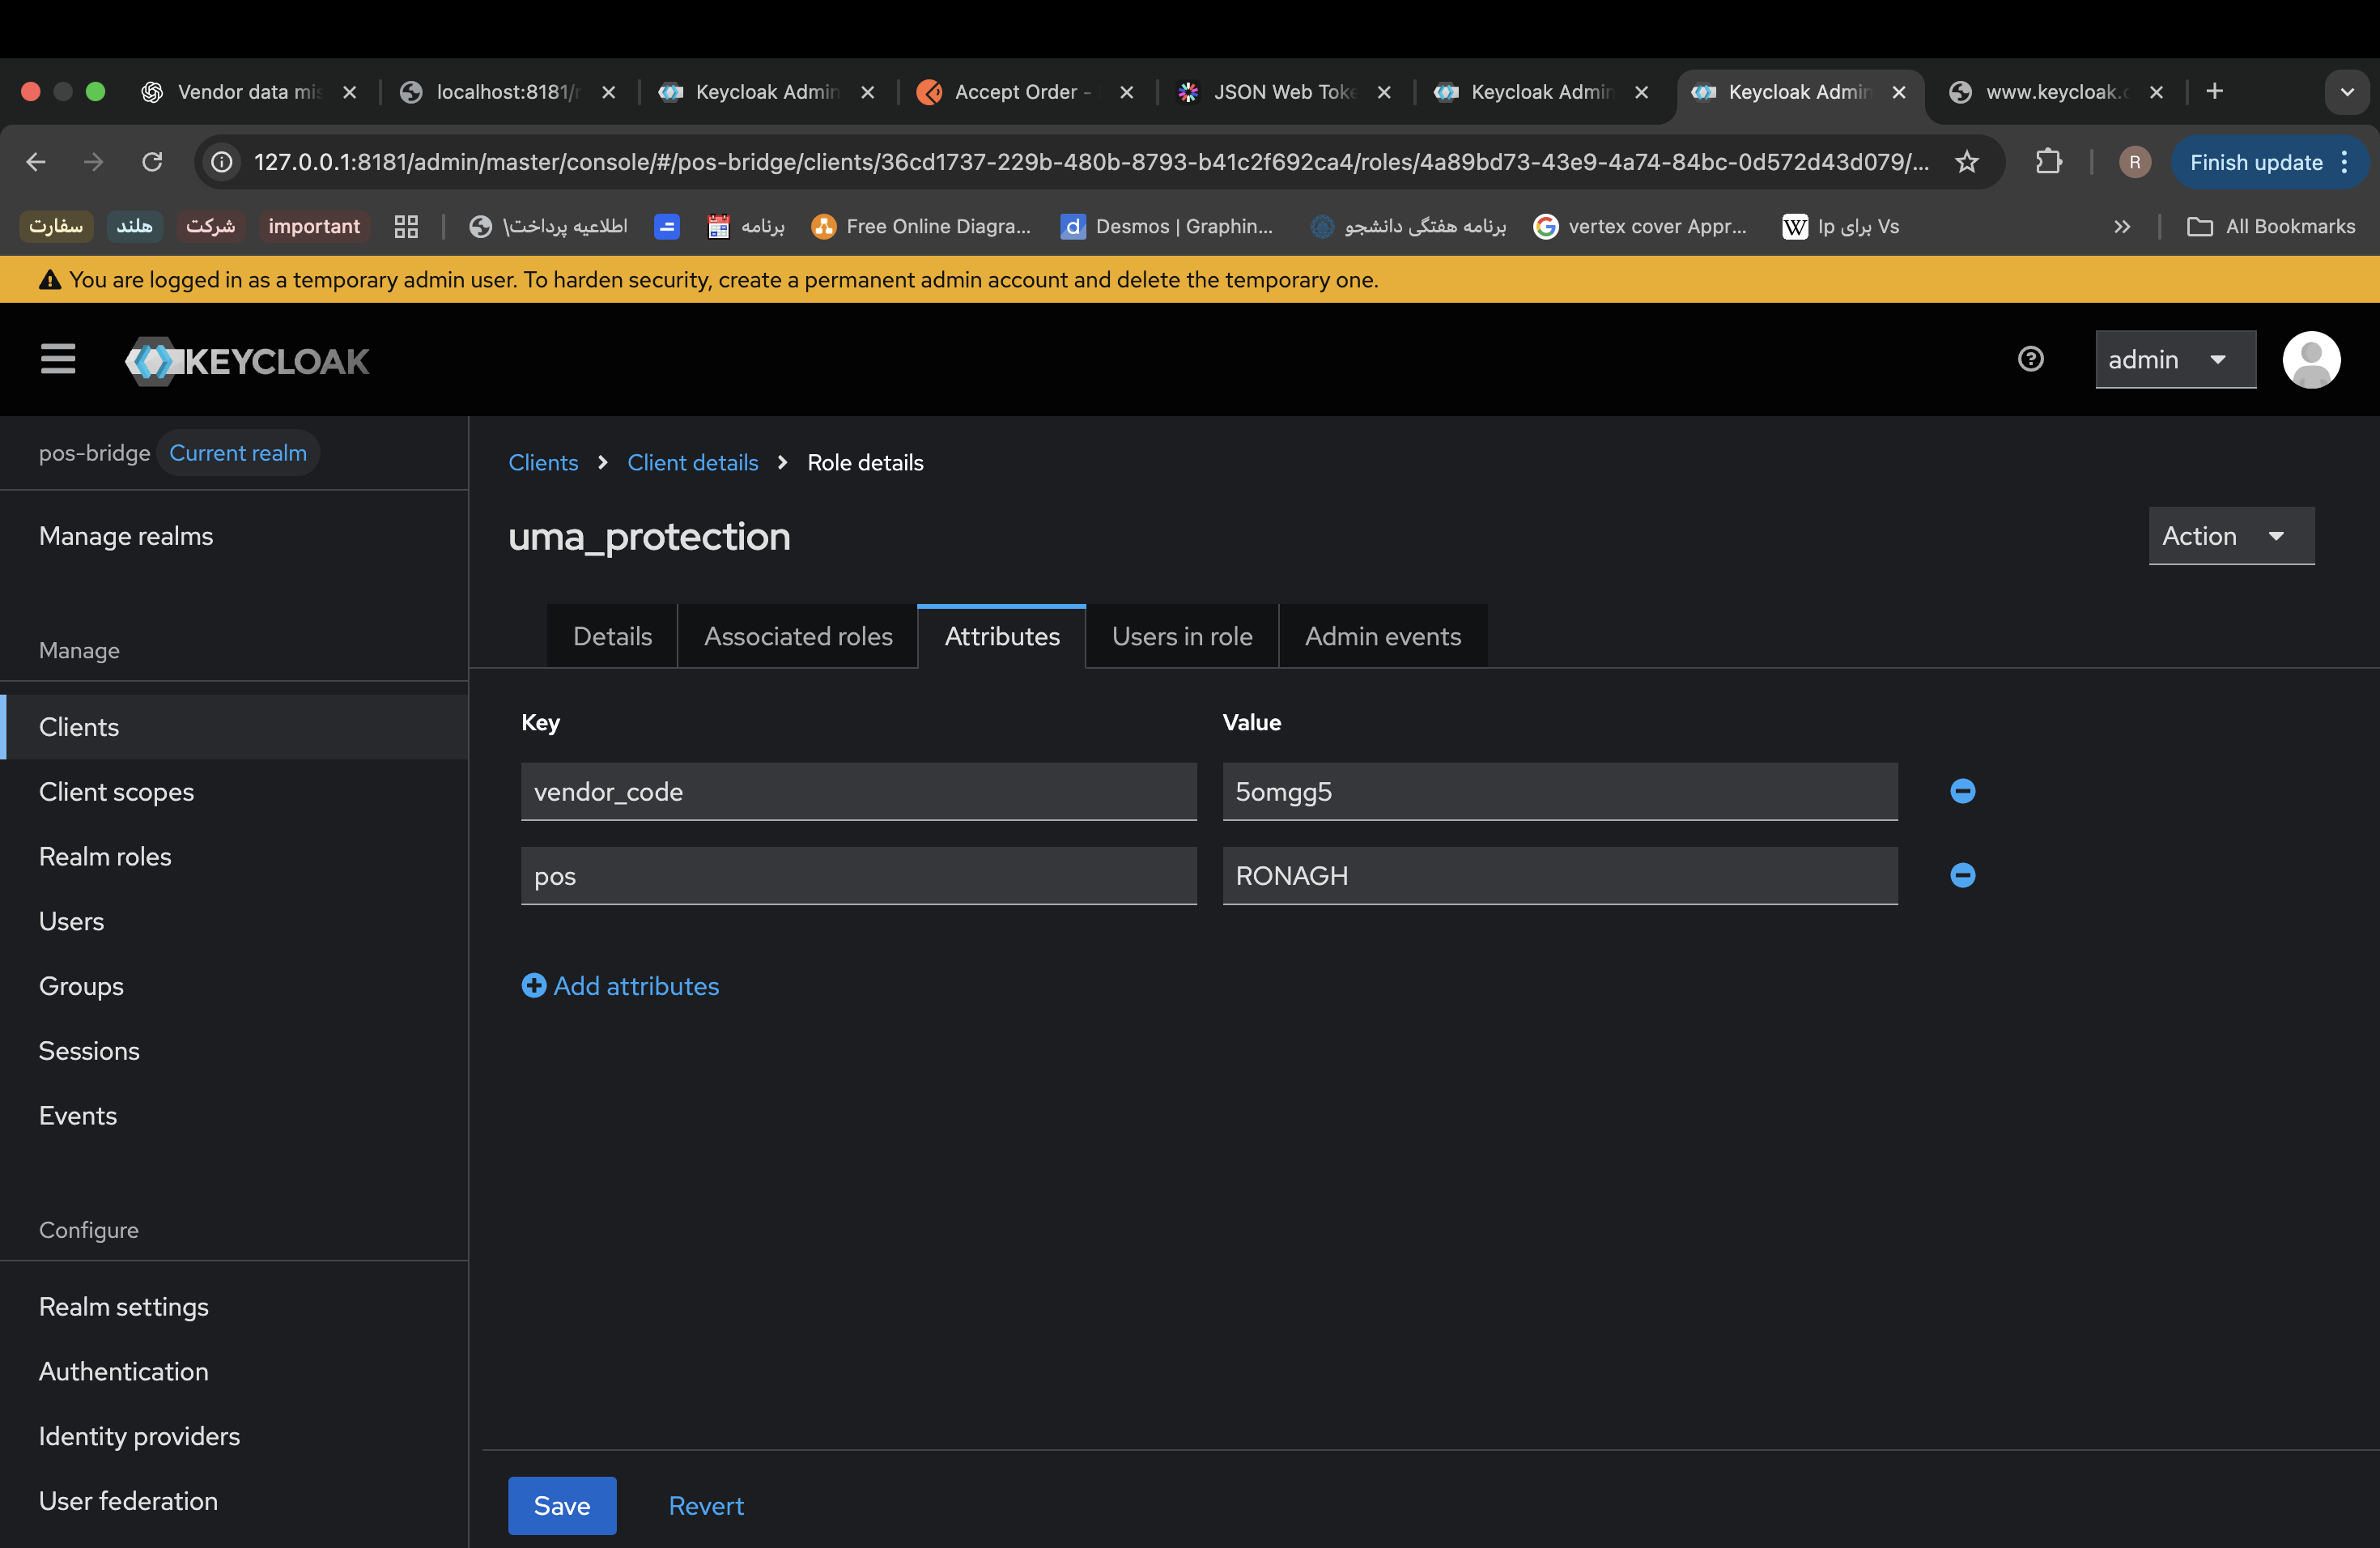 Vendor data mis
localhost:8181/r
Keycloak Admin
Accept Order -
JSON Web Toke
Keycloak Admin
Keycloak Admin
www.keycloak.c
127.0.0.1:8181/admin/master/console/#/pos-bridge/clients/36cd1737-229b-480b-8793-b41c2f692ca4/roles/4a89bd73-43e9-4a74-84bc-0d572d43d079/...
R
Finish update
سفارت
هلند
شرکت
important
اطلاعیه پرداخت\
برنامه
Free Online Diagra...
Desmos | Graphin...
برنامه هفتگی دانشجو
vertex cover Appr...
lp برای Vs
All Bookmarks
You are logged in as a temporary admin user. To harden security, create a permanent admin account and delete the temporary one.
KEYCLOAK
admin
pos-bridge Current realm
Manage realms
Manage
Clients
Client scopes
Realm roles
Users
Groups
Sessions
Events
Configure
Realm settings
Authentication
Identity providers
User federation
Clients > Client details > Role details
uma_protection
Action
Details
Associated roles
Attributes
Users in role
Admin events
Key Value
vendor_code 5omgg5
pos RONAGH
Add attributes
Save Revert